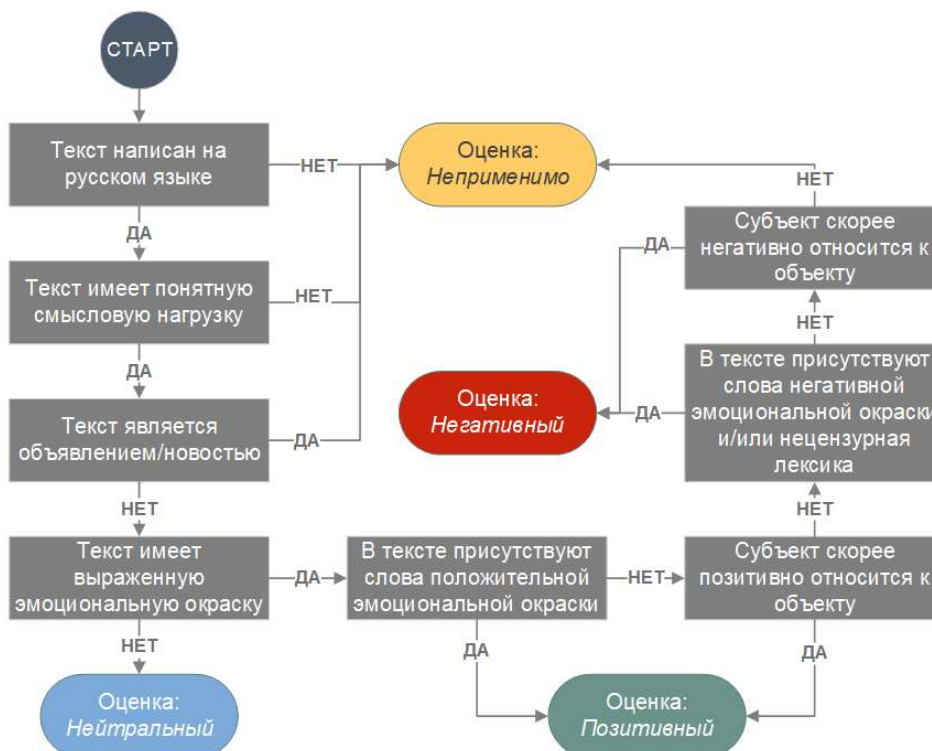 СТАРТ
Текст написан на
русском языке
НЕТ
Оценка:
Неприменимо
НЕТ
Субъект скорее
негативно относится к
объекту
ДА
ДА
Текст имеет понятную
смысловую нагрузку
НЕТ
НЕТ
В тексте присутствуют
слова негативной
эмоциональной окраски
и/или нецензурная
лексика
ДА
Оценка:
Негативный
ДА
Текст является
объявлением/новостью
ДА
НЕТ
НЕТ
Текст имеет
выраженную
эмоциональную окраску
ДА
В тексте присутствуют
слова положительной
эмоциональной окраски
НЕТ
Субъект скорее
позитивно относится к
объекту
НЕТ
ДА
ДА
Оценка:
Нейтральный
Оценка:
Позитивный